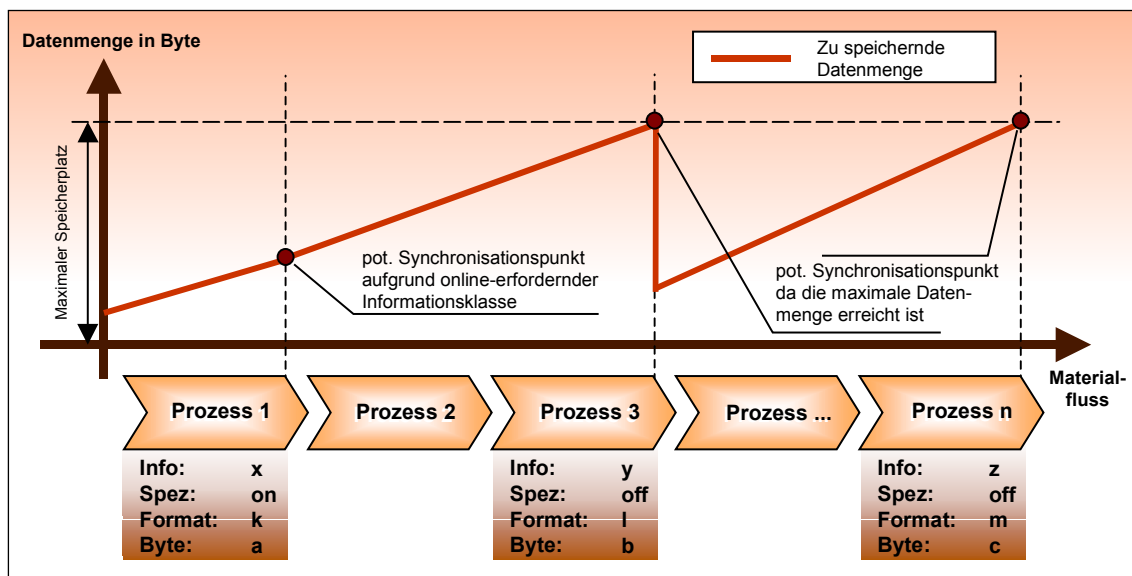 Datenmenge in Byte
Zu speichernde
Datenmenge
Maximaler Speicherplatz
pot. Synchronisationspunkt
aufgrund online-erfordernder
Informationsklasse
pot. Synchronisationspunkt
da die maximale Daten-
menge erreicht ist
Material-
fluss
Prozess 1
Prozess 2
Prozess 3
Prozess ...
Prozess n
Info: x
Spez: on
Format: k
Byte: a
Info: y
Spez: off
Format: l
Byte: b
Info: z
Spez: off
Format: m
Byte: c